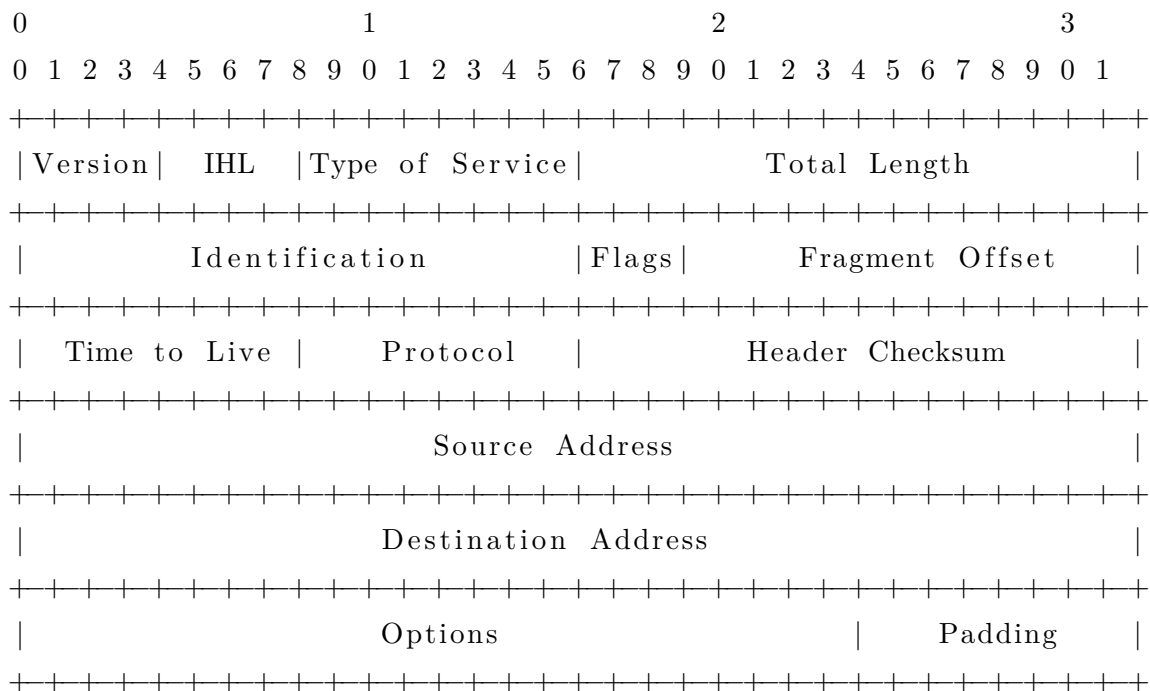 0 1 2 3
0 1 2 3 4 5 6 7 8 9 0 1 2 3 4 5 6 7 8 9 0 1 2 3 4 5 6 7 8 9 0 1
+-+-+-+-+-+-+-+-+-+-+-+-+-+-+-+-+-+-+-+-+-+-+-+-+-+-+-+-+-+-+-+-+
|Version| IHL |Type of Service| Total Length |
+-+-+-+-+-+-+-+-+-+-+-+-+-+-+-+-+-+-+-+-+-+-+-+-+-+-+-+-+-+-+-+-+
| Identification |Flags| Fragment Offset |
+-+-+-+-+-+-+-+-+-+-+-+-+-+-+-+-+-+-+-+-+-+-+-+-+-+-+-+-+-+-+-+-+
| Time to Live | Protocol | Header Checksum |
+-+-+-+-+-+-+-+-+-+-+-+-+-+-+-+-+-+-+-+-+-+-+-+-+-+-+-+-+-+-+-+-+
| Source Address |
+-+-+-+-+-+-+-+-+-+-+-+-+-+-+-+-+-+-+-+-+-+-+-+-+-+-+-+-+-+-+-+-+
| Destination Address |
+-+-+-+-+-+-+-+-+-+-+-+-+-+-+-+-+-+-+-+-+-+-+-+-+-+-+-+-+-+-+-+-+
| Options | Padding |
+-+-+-+-+-+-+-+-+-+-+-+-+-+-+-+-+-+-+-+-+-+-+-+-+-+-+-+-+-+-+-+-+